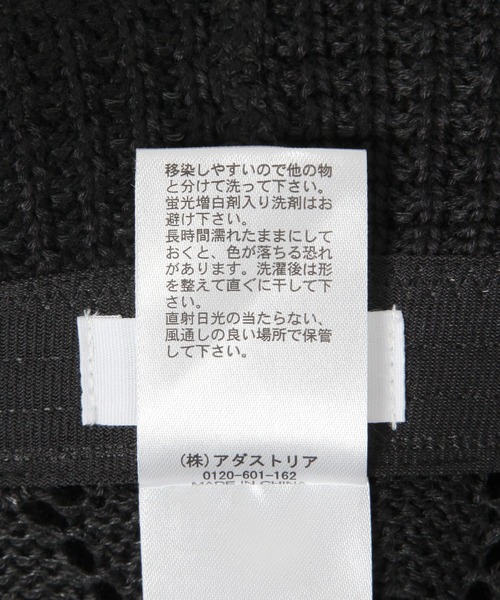 移染しやすいので他の物
と分けて洗って下さい。
蛍光増白剤入り洗剤はお
避け下さい。
長時間濡れたままにして
おくと、色が落ちる恐れ
があります。洗濯後は形
を整えて直ぐに干して下
さい。
直射日光の当たらない、
風通しの良い場所で保管
して下さい。
(株)アダストリア
0120-601-162
MADE IN CHINA